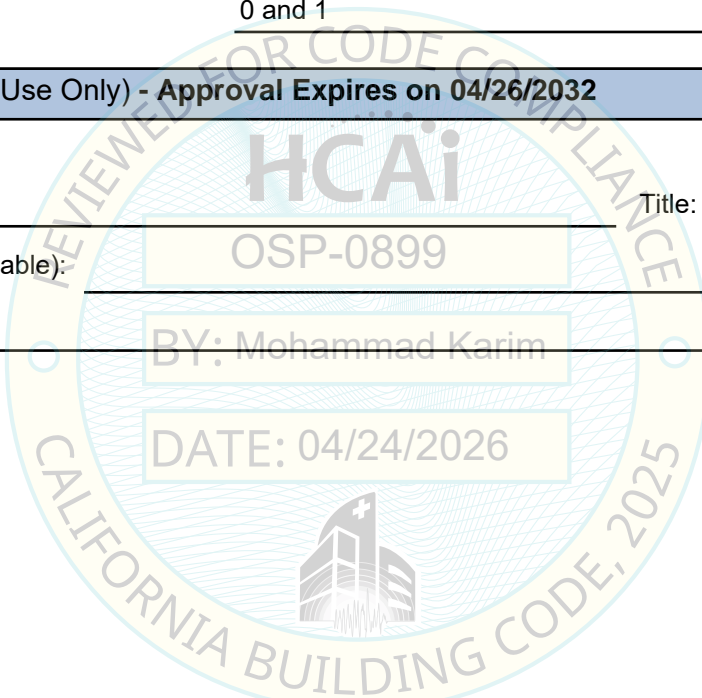 0 and 1
Use Only) - Approval Expires on 04/26/2032
REVIEWED FOR CODE COMPLIANCE
HCAi
Title:
OSP-0899
able):
BY: Mohammad Karim
DATE: 04/24/2026
CALIFORNIA BUILDING CODE, 2025